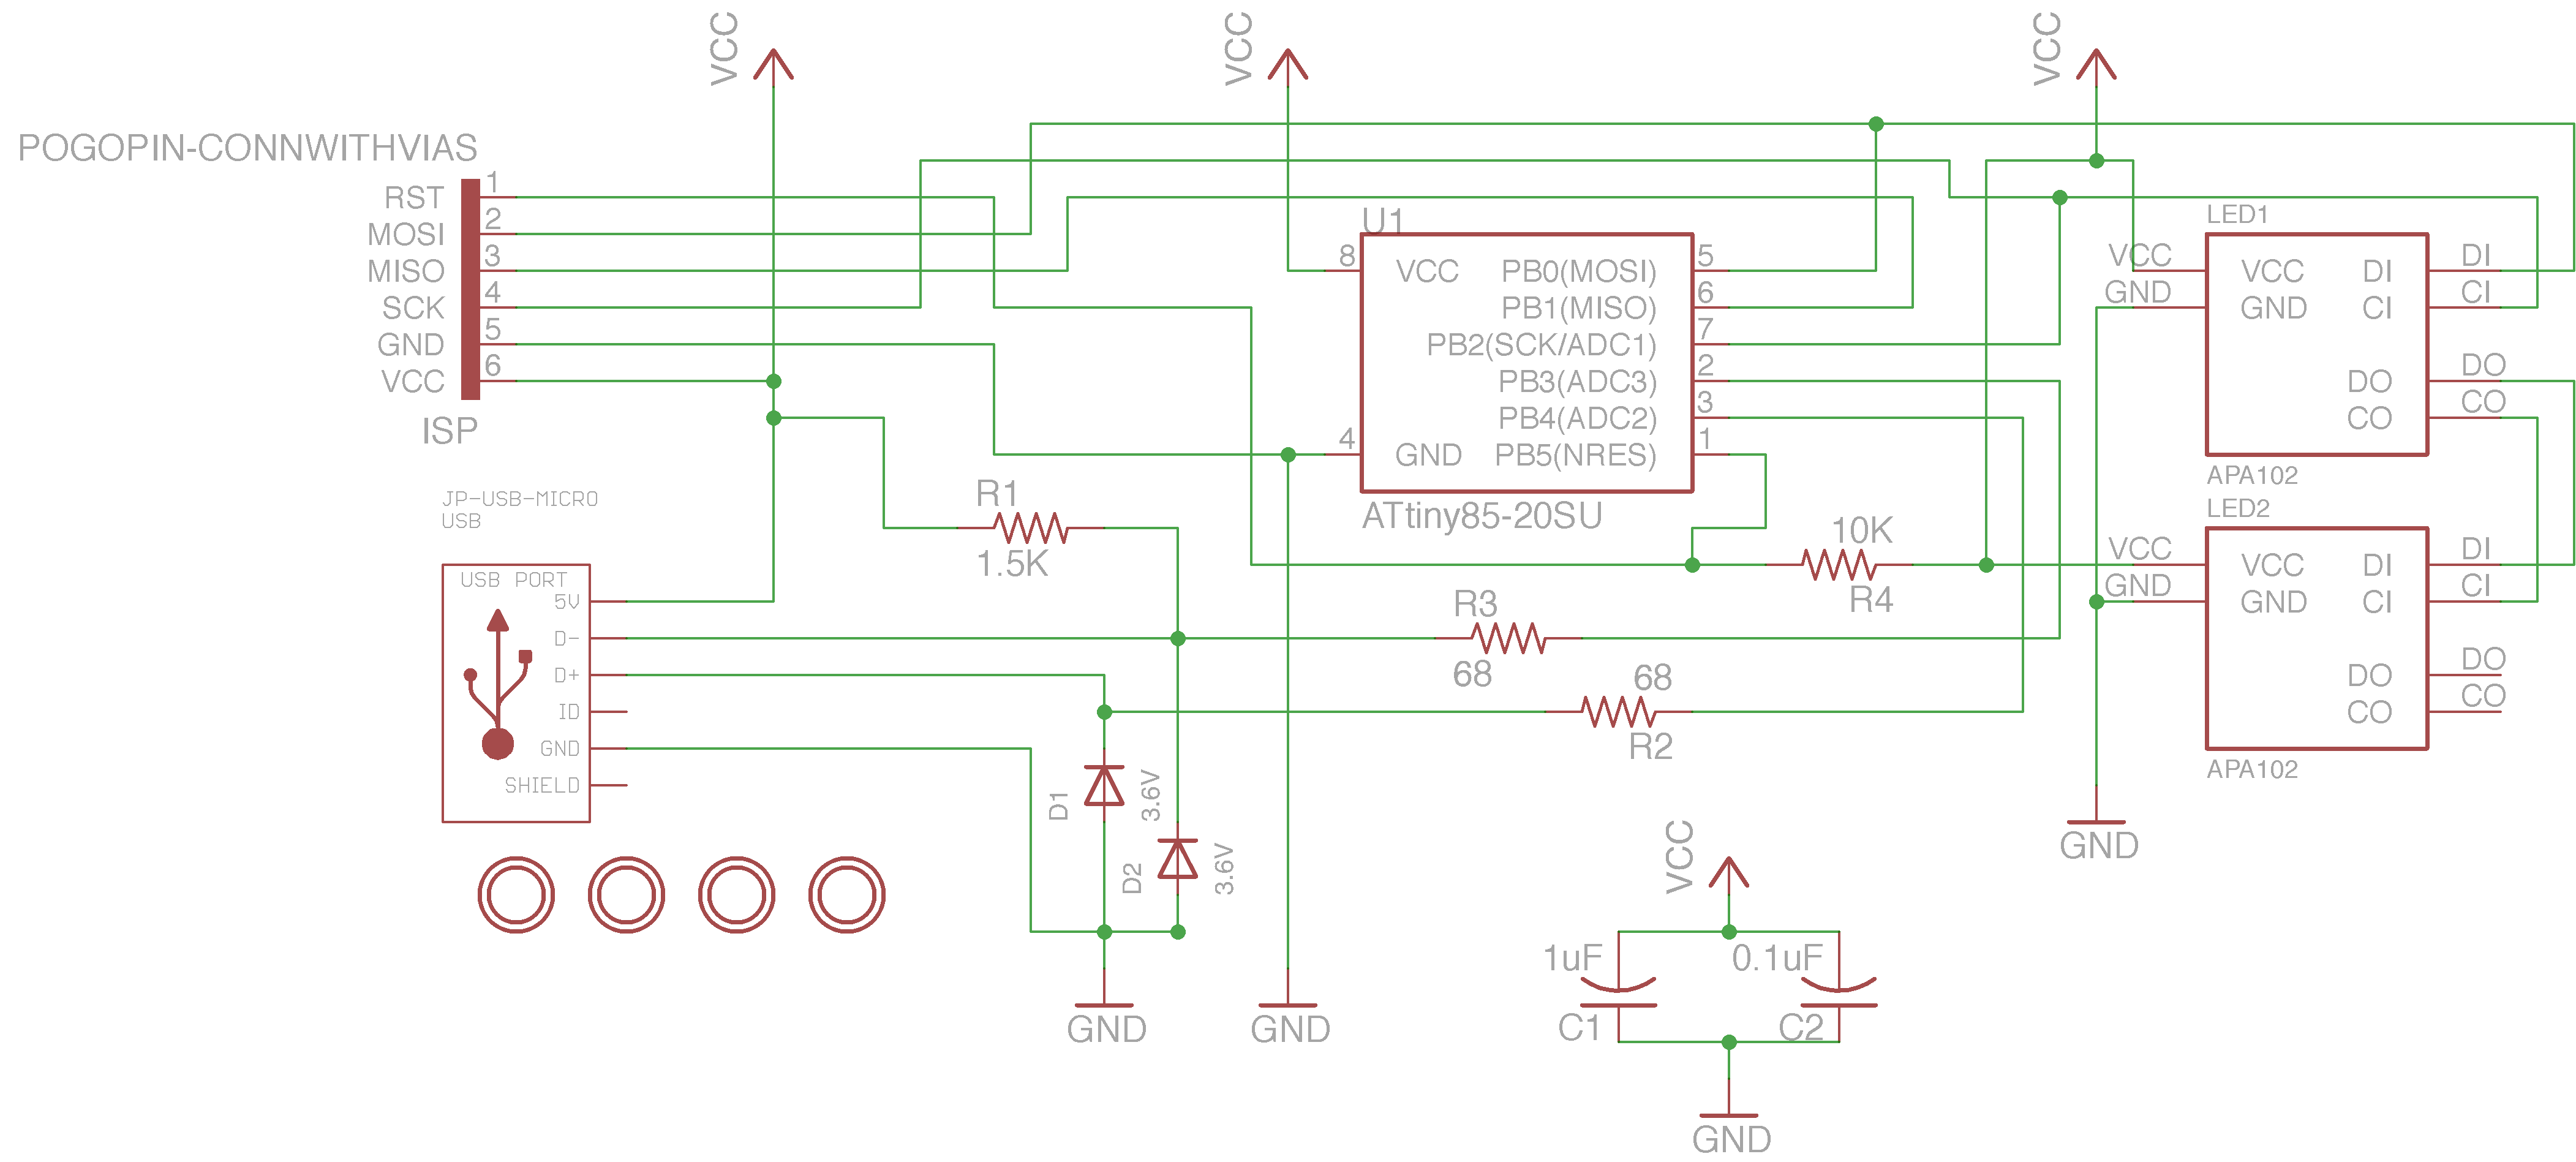 VCC
VCC
VCC
POGOPIN-CONNWITHVIAS
RST 1
MOSI 2
MISO 3
SCK 4
GND 5
VCC 6
ISP
U1
8 VCC PB0(MOSI) 5
PB1(MISO) 6
PB2(SCK/ADC1) 7
PB3(ADC3) 2
PB4(ADC2) 3
4 GND PB5(NRES) 1
ATtiny85-20SU
LED1
VCC VCC DI DI
GND GND CI CI
DO DO
CO CO
APA102
LED2
VCC VCC DI DI
GND GND CI CI
DO DO
CO CO
APA102
GND
JP-USB-MICRO
USB
USB PORT
5V
D-
D+
ID
GND
SHIELD
R1
1.5K
10K
R4
R3
68
68
R2
D1
3.6V
D2
3.6V
GND
GND
VCC
1uF
0.1uF
C1
C2
GND